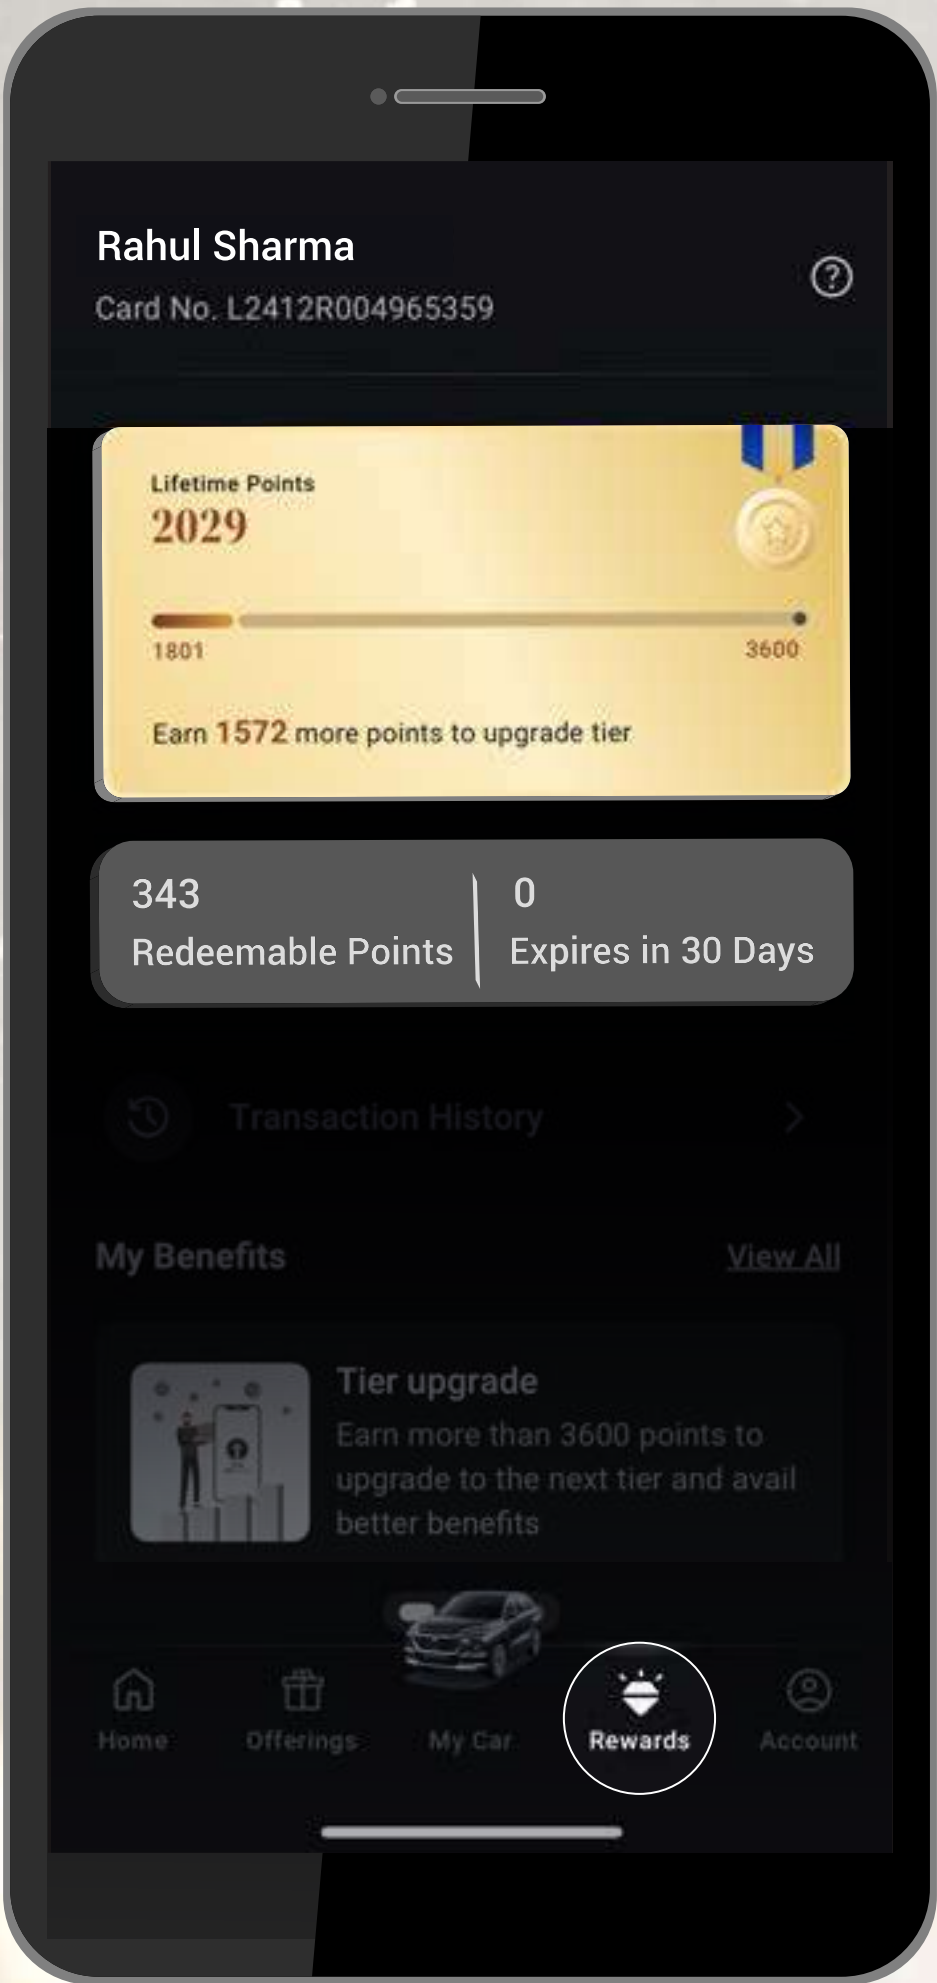 Rahul Sharma
Card No. L2412R004965359
Lifetime Points
2029
1801 3600
Earn 1572 more points to upgrade tier
343 0
Redeemable Points Expires in 30 Days
Transaction History
My Benefits View All
Tier upgrade
Earn more than 3600 points to
upgrade to the next tier and avail
better benefits
Home Offerings My Car Rewards Account